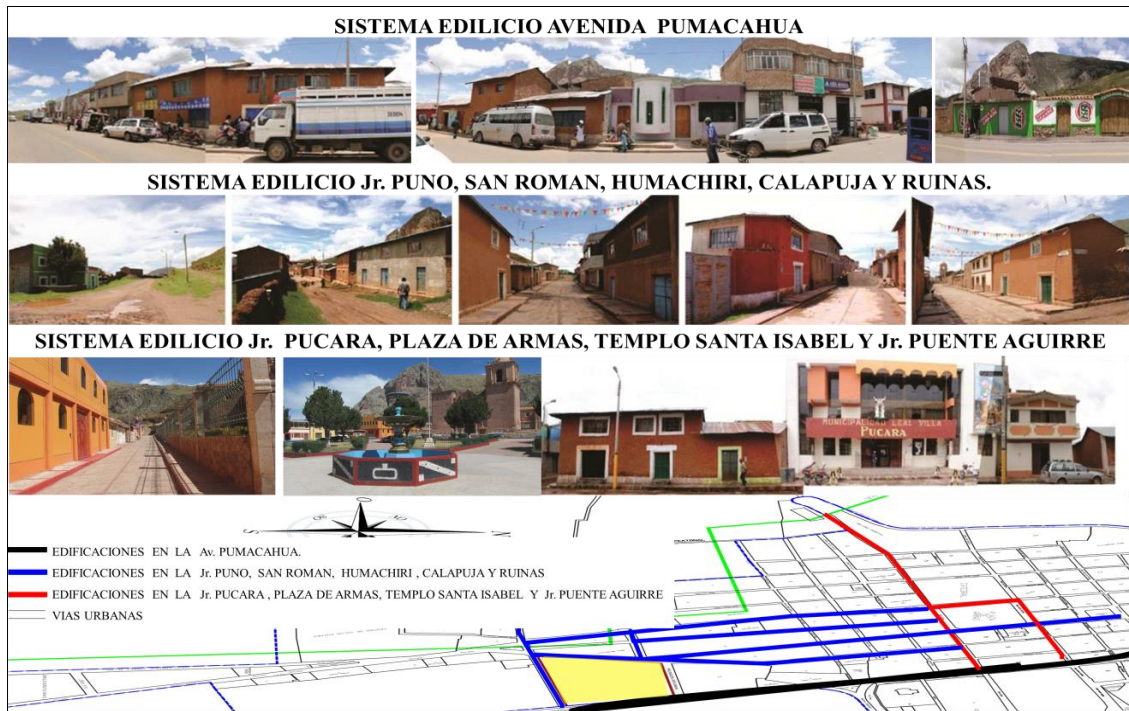 SISTEMA EDILICIO AVENIDA PUMACAHUA
SISTEMA EDILICIO Jr. PUNO, SAN ROMAN, HUMACHIRI, CALAPUJA Y RUINAS.
SISTEMA EDILICIO Jr. PUCARA, PLAZA DE ARMAS, TEMPLO SANTA ISABEL Y Jr. PUENTE AGUIRRE
MUNICIPALIDAD LEAL VILLA
PUCARA
O
S
N
EDIFICACIONES EN LA Av. PUMACAHUA.
EDIFICACIONES EN LA Jr. PUNO, SAN ROMAN, HUMACHIRI , CALAPUJA Y RUINAS
EDIFICACIONES EN LA Jr. PUCARA , PLAZA DE ARMAS, TEMPLO SANTA ISABEL Y Jr. PUENTE AGUIRRE
VIAS URBANAS